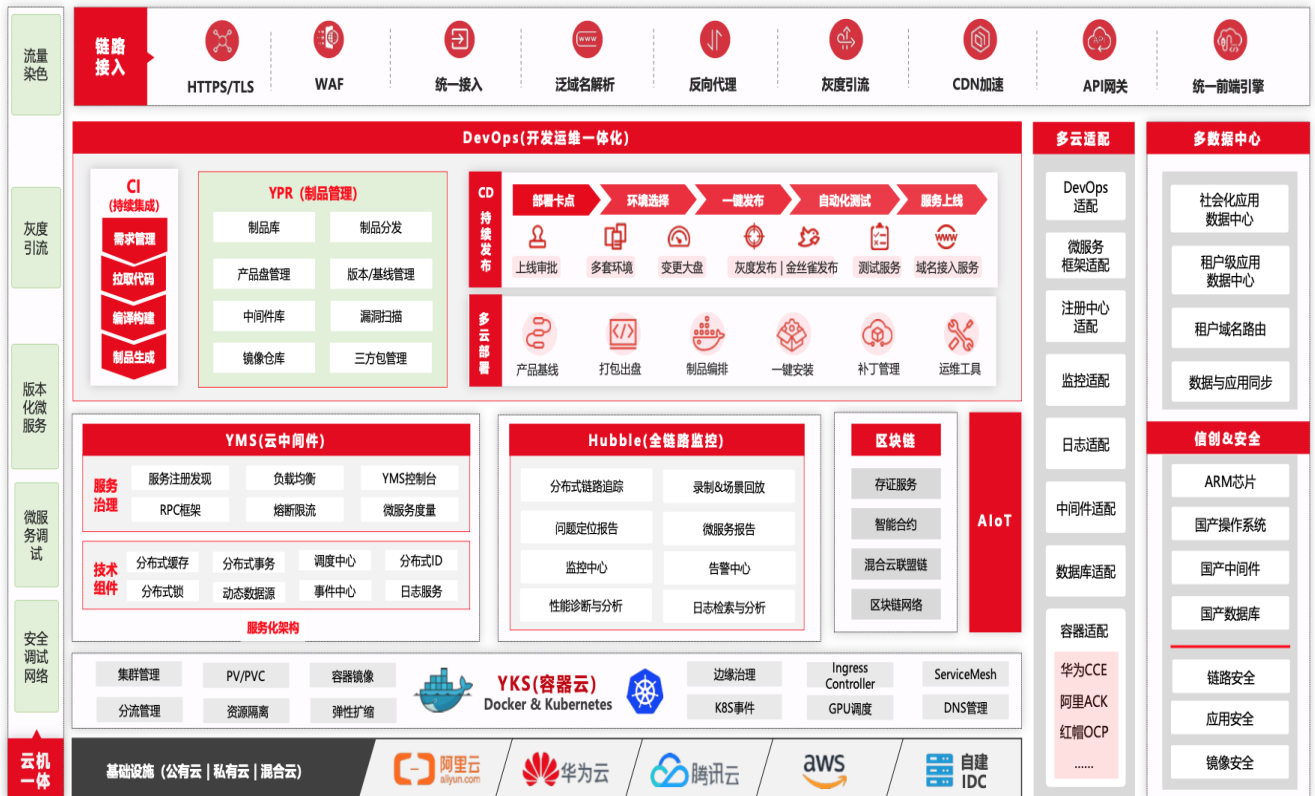 流量
染色
灰度
引流
版本
化微
服务
微服
务调
试
安全
调试
网络
云机
一体
链路
接入
HTTPS/TLS
WAF
统一接入
WWW
泛域名解析
反向代理
灰度引流
CDN加速
API
API网关
统一前端引擎
DevOps(开发运维一体化)
CI
(持续集成)
需求管理
拉取代码
编译构建
制品生成
YPR（制品管理)
制品库
制品分发
产品盘管理
版本/基线管理
中间件库
漏洞扫描
镜像仓库
三方包管理
CD
持
续
发
布
部署卡点
环境选择
一键发布
自动化测试
服务上线
上线审批
多套环境
变更大盘
灰度发布 | 金丝雀发布
测试服务
www
域名接入服务
多
云
部
署
产品基线
打包出盘
制品编排
一键安装
补丁管理
运维工具
YMS(云中间件)
服务
治理
服务注册发现
负载均衡
YMS控制台
RPC框架
熔断限流
微服务度量
技术
组件
分布式缓存
分布式事务
调度中心
分布式ID
分布式锁
动态数据源
事件中心
日志服务
服务化架构
Hubble(全链路监控)
分布式链路追踪
录制&场景回放
问题定位报告
微服务报告
监控中心
告警中心
性能诊断与分析
日志检索与分析
区块链
存证服务
智能合约
混合云联盟链
区块链网络
AIoT
集群管理
PV/PVC
容器镜像
分流管理
资源隔离
弹性扩缩
YKS(容器云)
Docker & Kubernetes
边缘治理
Ingress
Controller
ServiceMesh
K8S事件
GPU调度
DNS管理
基础设施（公有云 | 私有云 | 混合云）
阿里云
aliyun.com
华为云
腾讯云
aws
自建
IDC
多云适配
DevOps
适配
微服务
框架适配
注册中心
适配
监控适配
日志适配
中间件适配
数据库适配
容器适配
华为CCE
阿里ACK
红帽OCP
......
多数据中心
社会化应用
数据中心
租户级应用
数据中心
租户域名路由
数据与应用同步
信创&安全
ARM芯片
国产操作系统
国产中间件
国产数据库
链路安全
应用安全
镜像安全